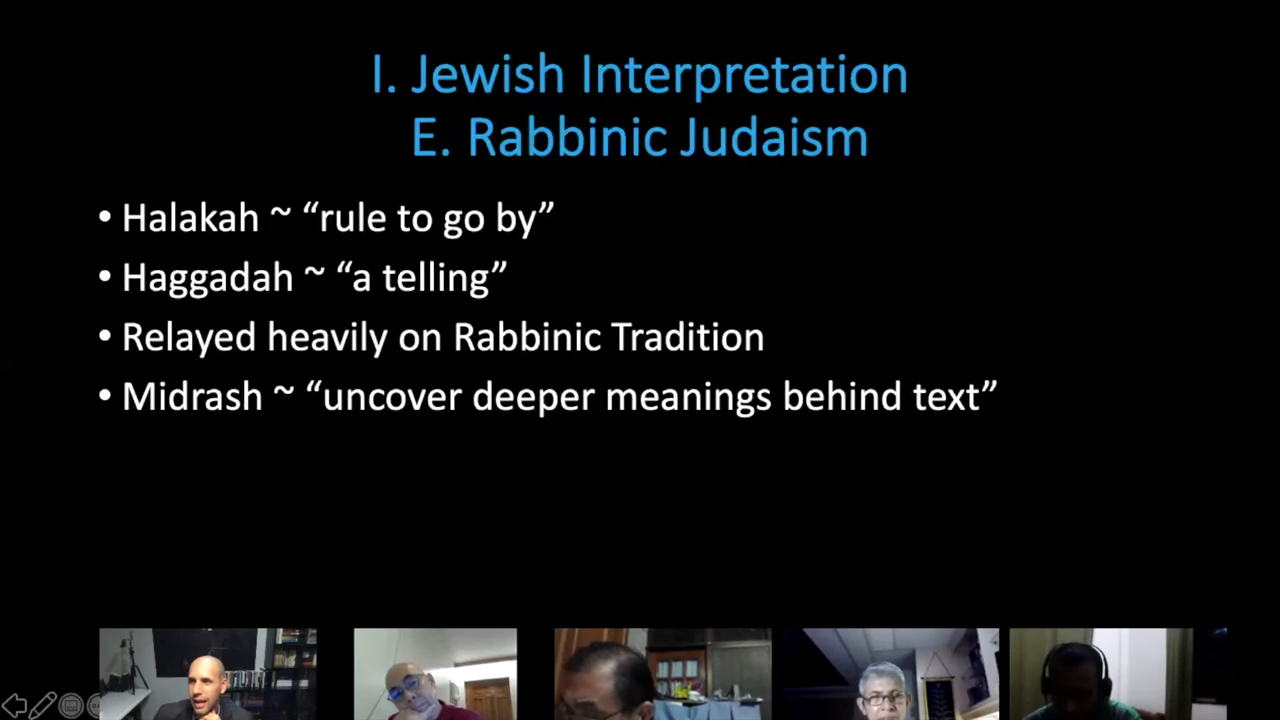 I. Jewish Interpretation
E. Rabbinic Judaism
• Halakah ~ “rule to go by”
• Haggadah ~ “a telling”
• Relayed heavily on Rabbinic Tradition
• Midrash ~ “uncover deeper meanings behind text”